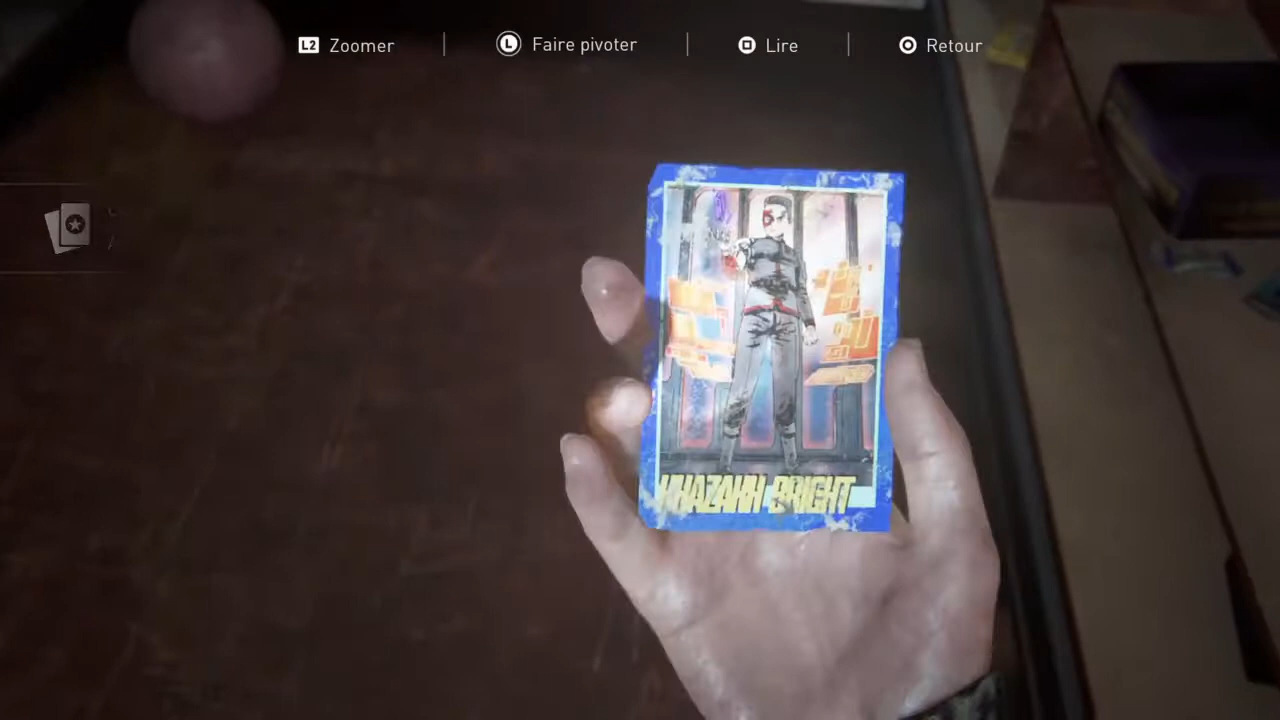 L2 Zoomer
L Faire pivoter
Lire
Retour
KHAZAKH BRIGHT